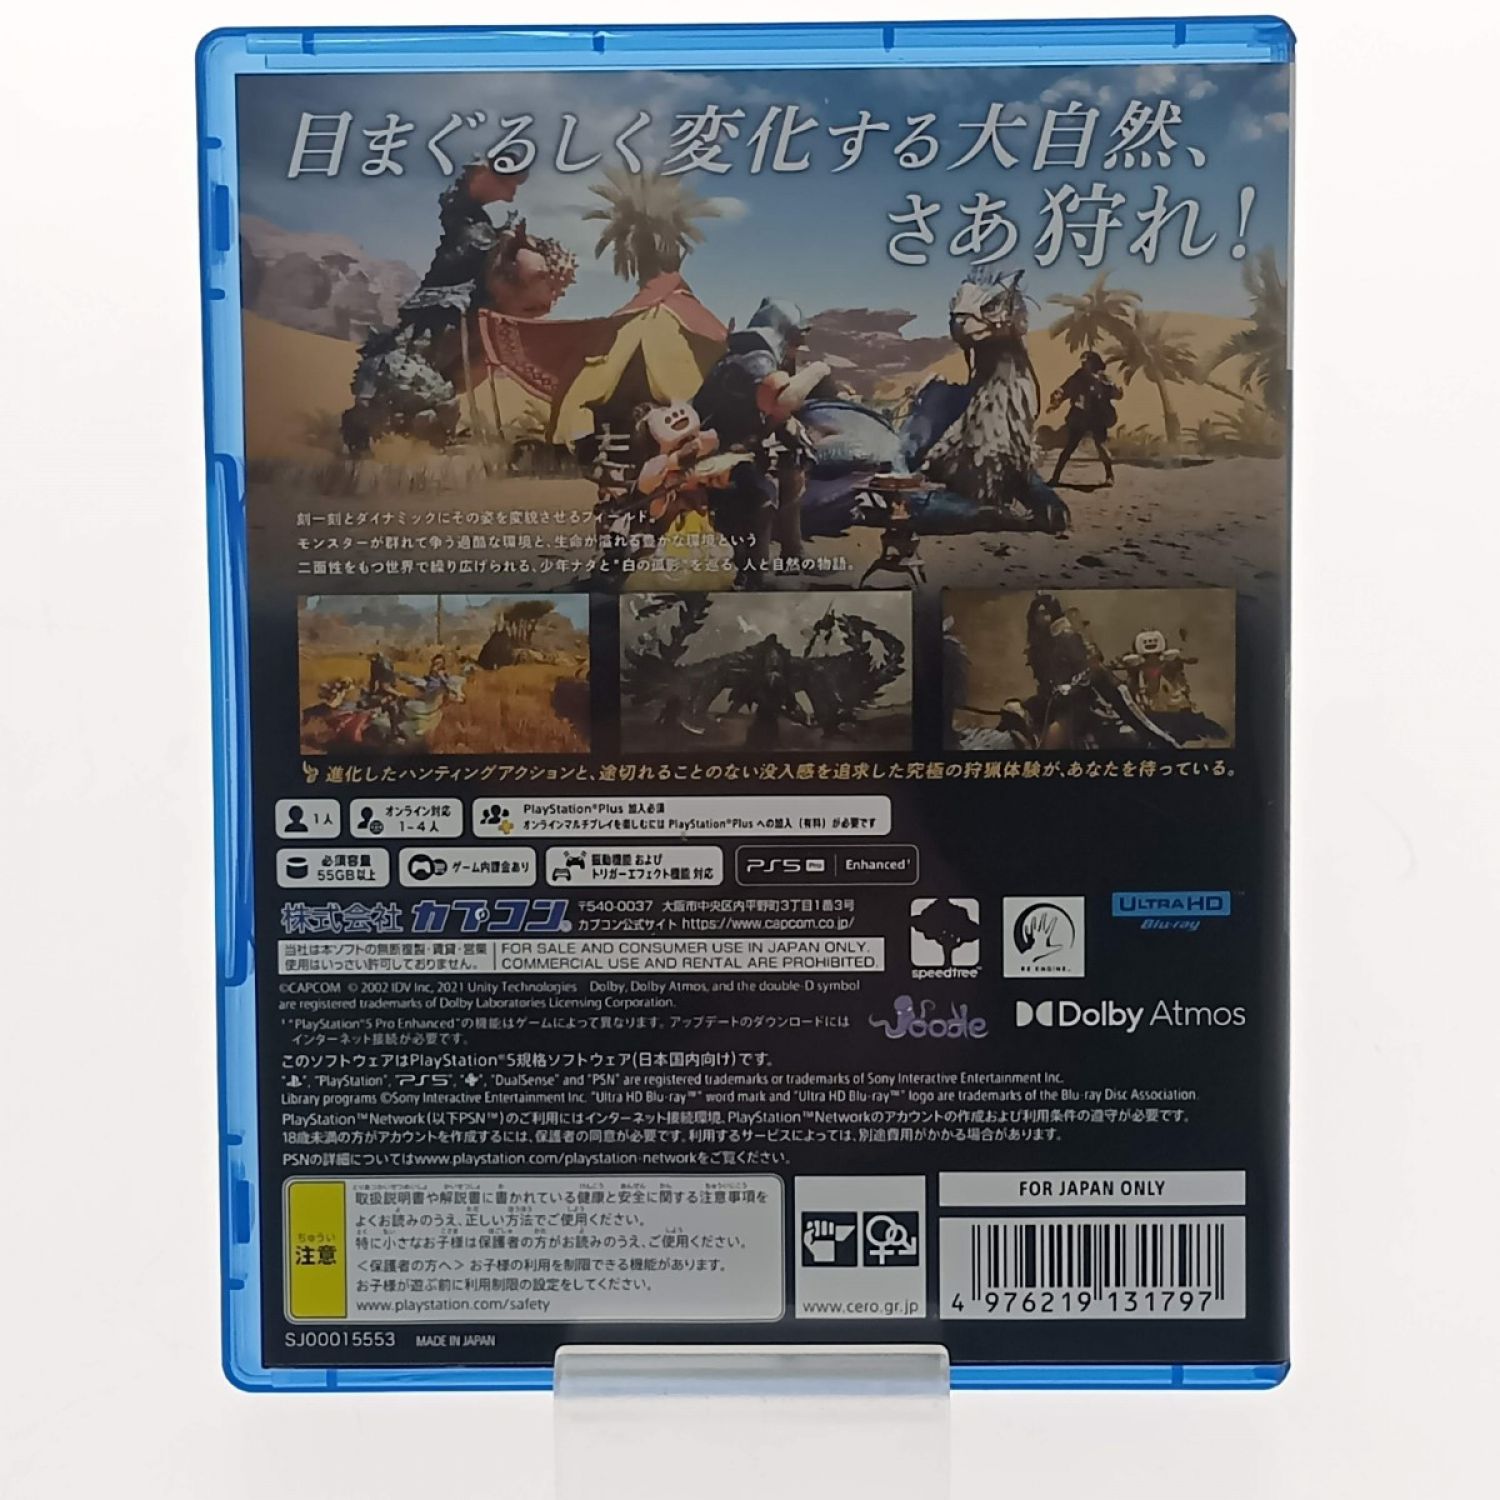 目まぐるしく変化する大自然、
さあ狩れ!
刻一刻とダイナミックにその姿を変貌させるフィールド。
モンスターが群れて争う過酷な環境と、生命が溢れる豊かな環境という
二面性をもつ世界で繰り広げられる、少年ナタと"白の孤影"を巡る、人と自然の物語。
進化したハンティングアクションと、途切れることのない没入感を追求した究極の狩猟体験が、あなたを待っている。
1人
オンライン対応
1-4人
PlayStation®Plus 加入必須
オンラインマルチプレイを楽しむには PlayStation®Plus への加入(有料)が必要です
必須容量
55GB以上
ゲーム内課金あり
振動機能 および
トリガーエフェクト機能 対応
PS5 Pro Enhanced¹
株式会社 カプコン。
〒540-0037 大阪市中央区内平野町3丁目1番3号
カプコン公式サイト https://www.capcom.co.jp/
当社は本ソフトの無断複製・賃貸・営業
使用はいっさい許可しておりません。
FOR SALE AND CONSUMER USE IN JAPAN ONLY.
COMMERCIAL USE AND RENTAL ARE PROHIBITED.
speedtree™
RE ENGINE
ULTRA HD
Blu-ray™
©CAPCOM © 2002 IDV Inc, 2021 Unity Technologies Dolby, Dolby Atmos, and the double-D symbol
are registered trademarks of Dolby Laboratories Licensing Corporation.
¹ "PlayStation®5 Pro Enhanced"の機能はゲームによって異なります。アップデートのダウンロードには
インターネット接続が必要です。
oodle
Dolby Atmos
このソフトウェアはPlayStation®5規格ソフトウェア(日本国内向け)です。
"PlayStation", "PS5", "DualSense" and "PSN" are registered trademarks or trademarks of Sony Interactive Entertainment Inc.
Library programs ©Sony Interactive Entertainment Inc. "Ultra HD Blu-ray™" word mark and "Ultra HD Blu-ray™" logo are trademarks of the Blu-ray Disc Association.
PlayStation™Network(以下PSN™)のご利用にはインターネット接続環境、PlayStation™Networkのアカウントの作成および利用条件の遵守が必要です。
18歳未満の方がアカウントを作成するには、保護者の同意が必要です。利用するサービスによっては、別途費用がかかる場合があります。
PSNの詳細についてはwww.playstation.com/playstation-networkをご覧ください。
ちゅうい
注意
取扱説明書や解説書に書かれている健康と安全に関する注意事項を
よくお読みのうえ、正しい方法でご使用ください。
特に小さなお子様は保護者の方がお読みのうえ、ご使用ください。
<保護者の方へ> お子様の利用を制限できる機能があります。
お子様が遊ぶ前に利用制限の設定をしてください。
www.playstation.com/safety
www.cero.gr.jp
FOR JAPAN ONLY
4 976219 131797
SJ00015553 MADE IN JAPAN